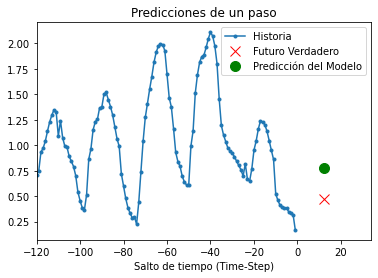 Predicciones de un paso
Historia
Futuro Verdadero
Predicción del Modelo
2.00
1.75
1.50
1.25
1.00
0.75
0.50
0.25
−120 −100 −80 −60 −40 −20 0 20
Salto de tiempo (Time-Step)